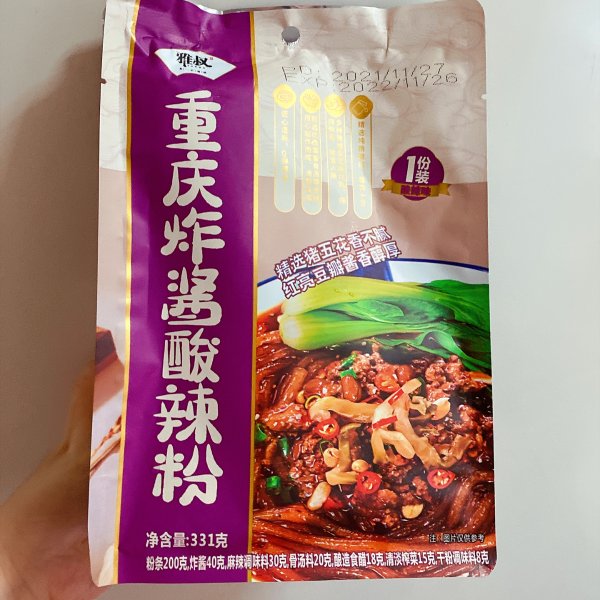 雅叔
PD: 2021/11/27
EXP 2022/11/26
重庆炸酱酸辣粉
1份装
酸辣味
精选猪五花香不腻
红亮豆瓣酱香醇厚
注：图片仅供参考
净含量:331克
粉条200克,炸酱40克,麻辣调味料30克,骨汤料20克,酿造食醋18克,清淡榨菜15克,干粉调味料8克